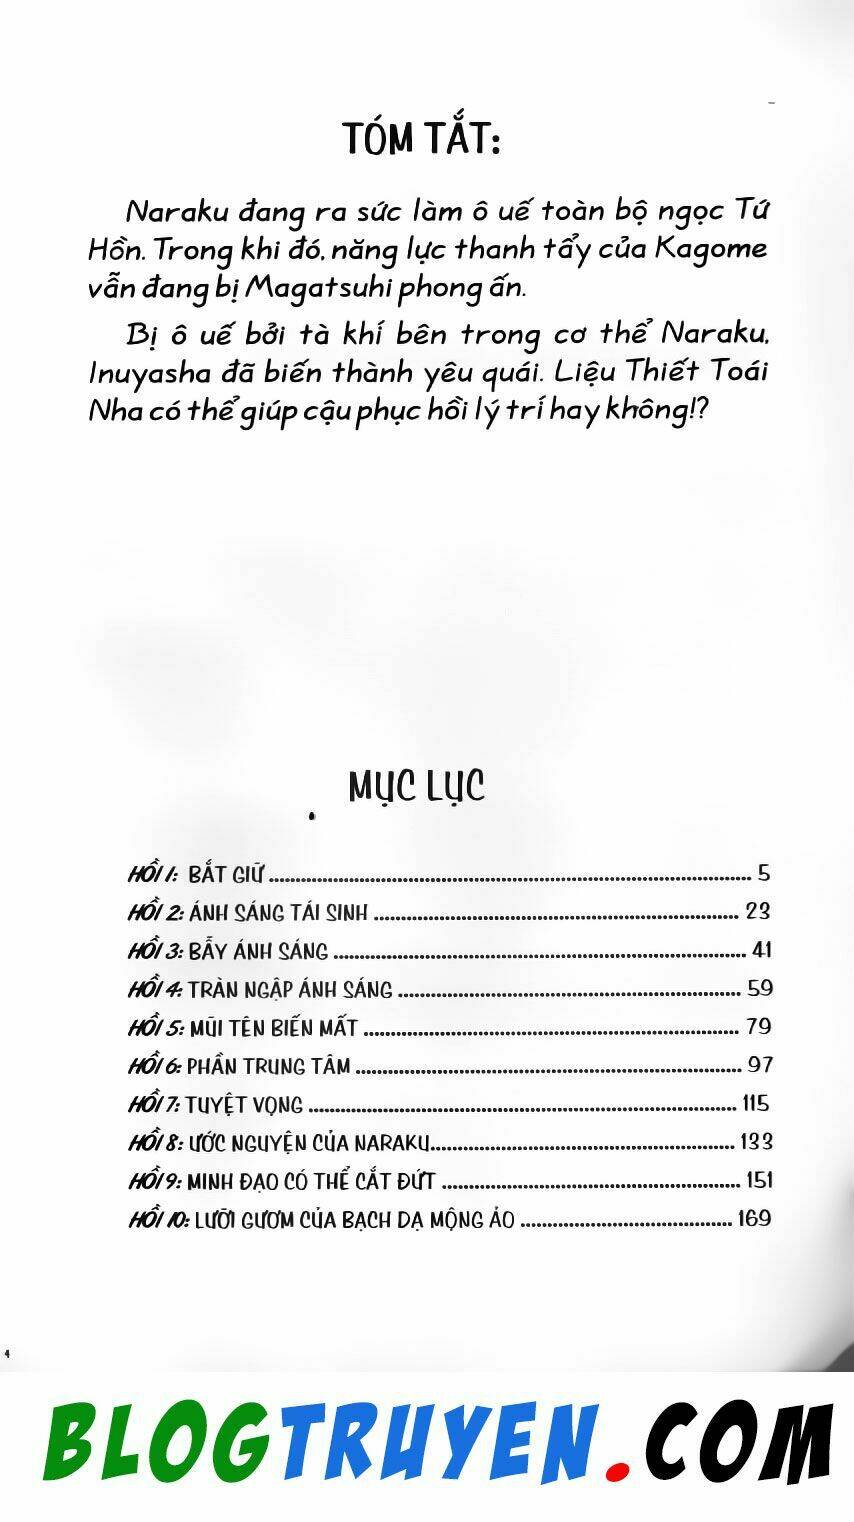 TÓM TẮT:
Naraku đang ra sức làm ô uế toàn bộ ngọc Tứ
Hồn. Trong khi đó, năng lực thanh tẩy của Kagome
vẫn đang bị Magatsuhi phong ấn.
Bị ô uế bởi tà khí bên trong cơ thể Naraku,
Inuyasha đã biến thành yêu quái. Liệu Thiết Toái
Nha có thể giúp cậu phục hồi lý trí hay không!?
MỤC LỤC
HỒI 1: BẮT GIỮ ........ 5
HỒI 2: ÁNH SÁNG TÁI SINH ........ 23
HỒI 3: BẪY ÁNH SÁNG ........ 41
HỒI 4: TRÀN NGẬP ÁNH SÁNG ........ 59
HỒI 5: MŨI TÊN BIẾN MẤT ........ 79
HỒI 6: PHẦN TRUNG TÂM ........ 97
HỒI 7: TUYỆT VỌNG ........ 115
HỒI 8: ƯỚC NGUYỆN CỦA NARAKU ........ 133
HỒI 9: MINH ĐẠO CÓ THỂ CẮT ĐỨT ........ 151
HỒI 10: LƯỠI GƯƠM CỦA BẠCH DẠ MỘNG ẢO ........ 169
4
BLOGTRUYEN.COM